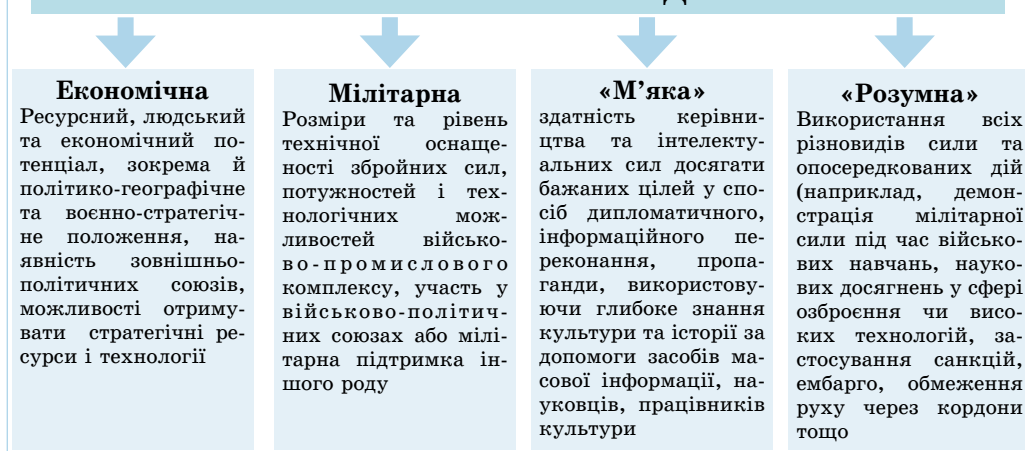 Економічна
Ресурсний, людський
та економічний по-
тенціал, зокрема й
політико-географічне
та воєнно-стратегіч-
не положення, на-
явність зовнішньо-
політичних союзів,
можливості отриму-
вати стратегічні ре-
сурси і технології
Мілітарна
Розміри та рівень
технічної оснаще-
ності збройних сил,
потужностей і тех-
нологічних мож-
ливостей військо-
во-промислового
комплексу, участь у
військово-політич-
них союзах або мілі-
тарна підтримка ін-
шого роду
«М’яка»
здатність керівни-
цтва та інтелекту-
альних сил досягати
бажаних цілей у спо-
сіб дипломатичного,
інформаційного пе-
реконання, пропа-
ганди, використову-
ючи глибоке знання
культури та історії за
допомоги засобів ма-
сової інформації, на-
уковців, працівників
культури
«Розумна»
Використання всіх
різновидів сили та
опосередкованих дій
(наприклад, демон-
страція мілітарної
сили під час військо-
вих навчань, науко-
вих досягнень у сфері
озброєння чи висо-
ких технологій, за-
стосування санкцій,
ембарго, обмеження
руху через кордони
тощо